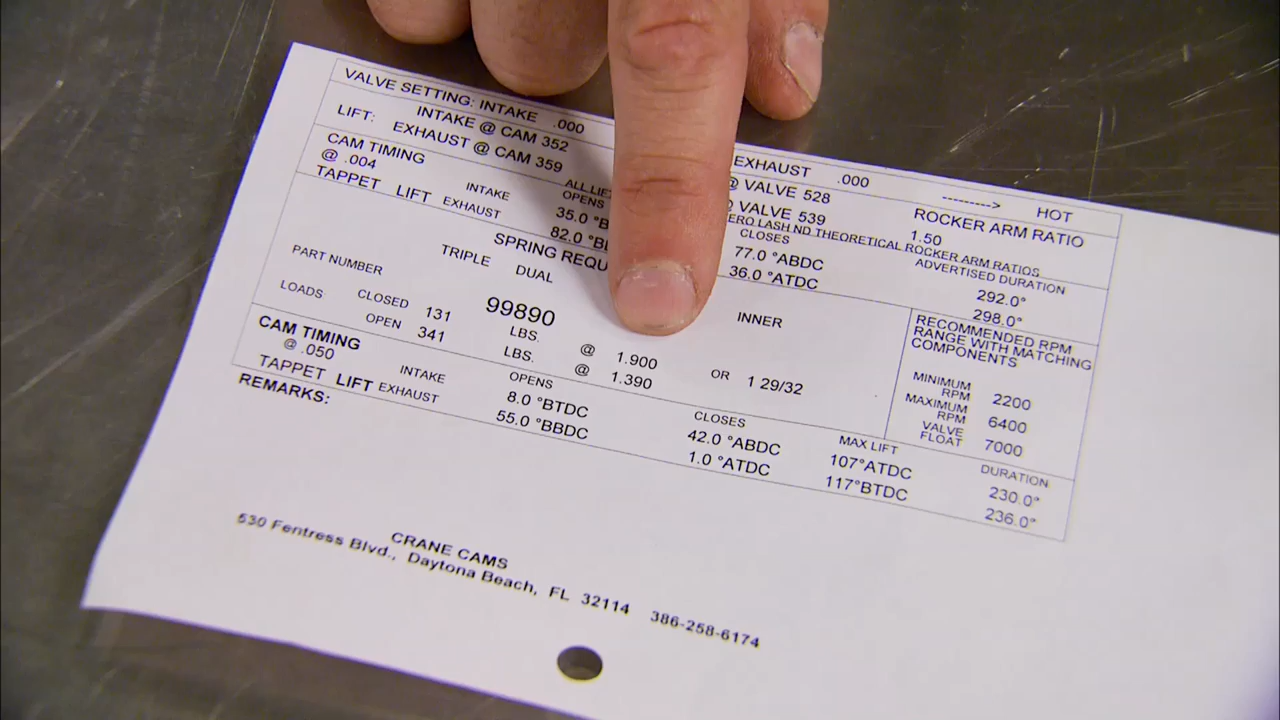 VALVE SETTING: INTAKE .000 EXHAUST .000 ---------> HOT
LIFT: INTAKE @ CAM 352 @ VALVE 528 ROCKER ARM RATIO
EXHAUST @ CAM 359 @ VALVE 539 1.50
CAM TIMING ALL LASH ND THEORETICAL ROCKER ARM RATIOS
@ .004 OPENS CLOSES ADVERTISED DURATION
TAPPET LIFT INTAKE 35.0 77.0 °ABDC 292.0°
EXHAUST 82.0 36.0 °ATDC 298.0°
SPRING
TRIPLE DUAL INNER
PART NUMBER 99890
LOADS CLOSED 131 LBS. @ 1.900 OR 1 29/32
OPEN 341 LBS. @ 1.390
RECOMMENDED RPM
RANGE WITH MATCHING
COMPONENTS
MINIMUM RPM 2200
MAXIMUM RPM 6400
VALVE FLOAT 7000
CAM TIMING OPENS CLOSES MAX LIFT DURATION
@ .050 INTAKE 8.0 °BTDC 42.0 °ABDC 107°ATDC 230.0°
TAPPET LIFT EXHAUST 55.0 °BBDC 1.0 °ATDC 117°BTDC 236.0°
REMARKS:
CRANE CAMS
530 Fentress Blvd., Daytona Beach, FL 32114 386-258-6174